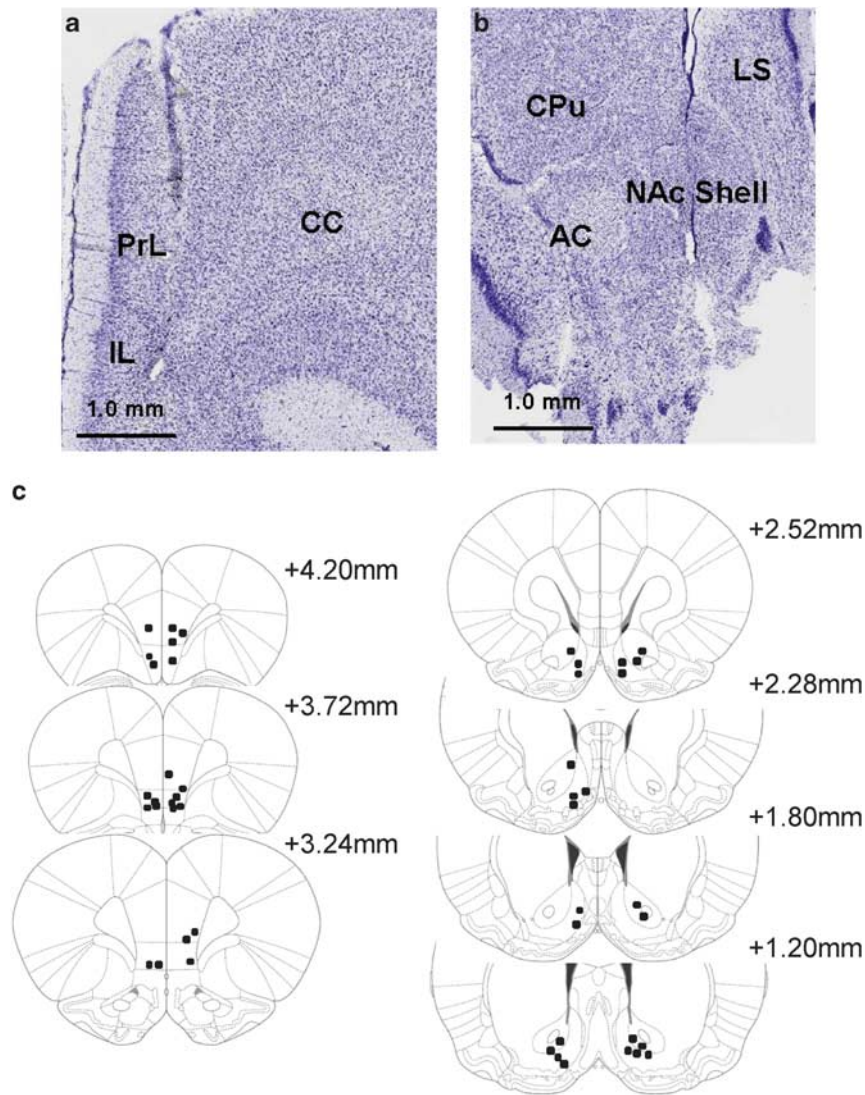 a
PrL
CC
IL
1.0 mm
b
LS
CPu
NAc Shell
AC
1.0 mm
c
+4.20mm
+3.72mm
+3.24mm
+2.52mm
+2.28mm
+1.80mm
+1.20mm